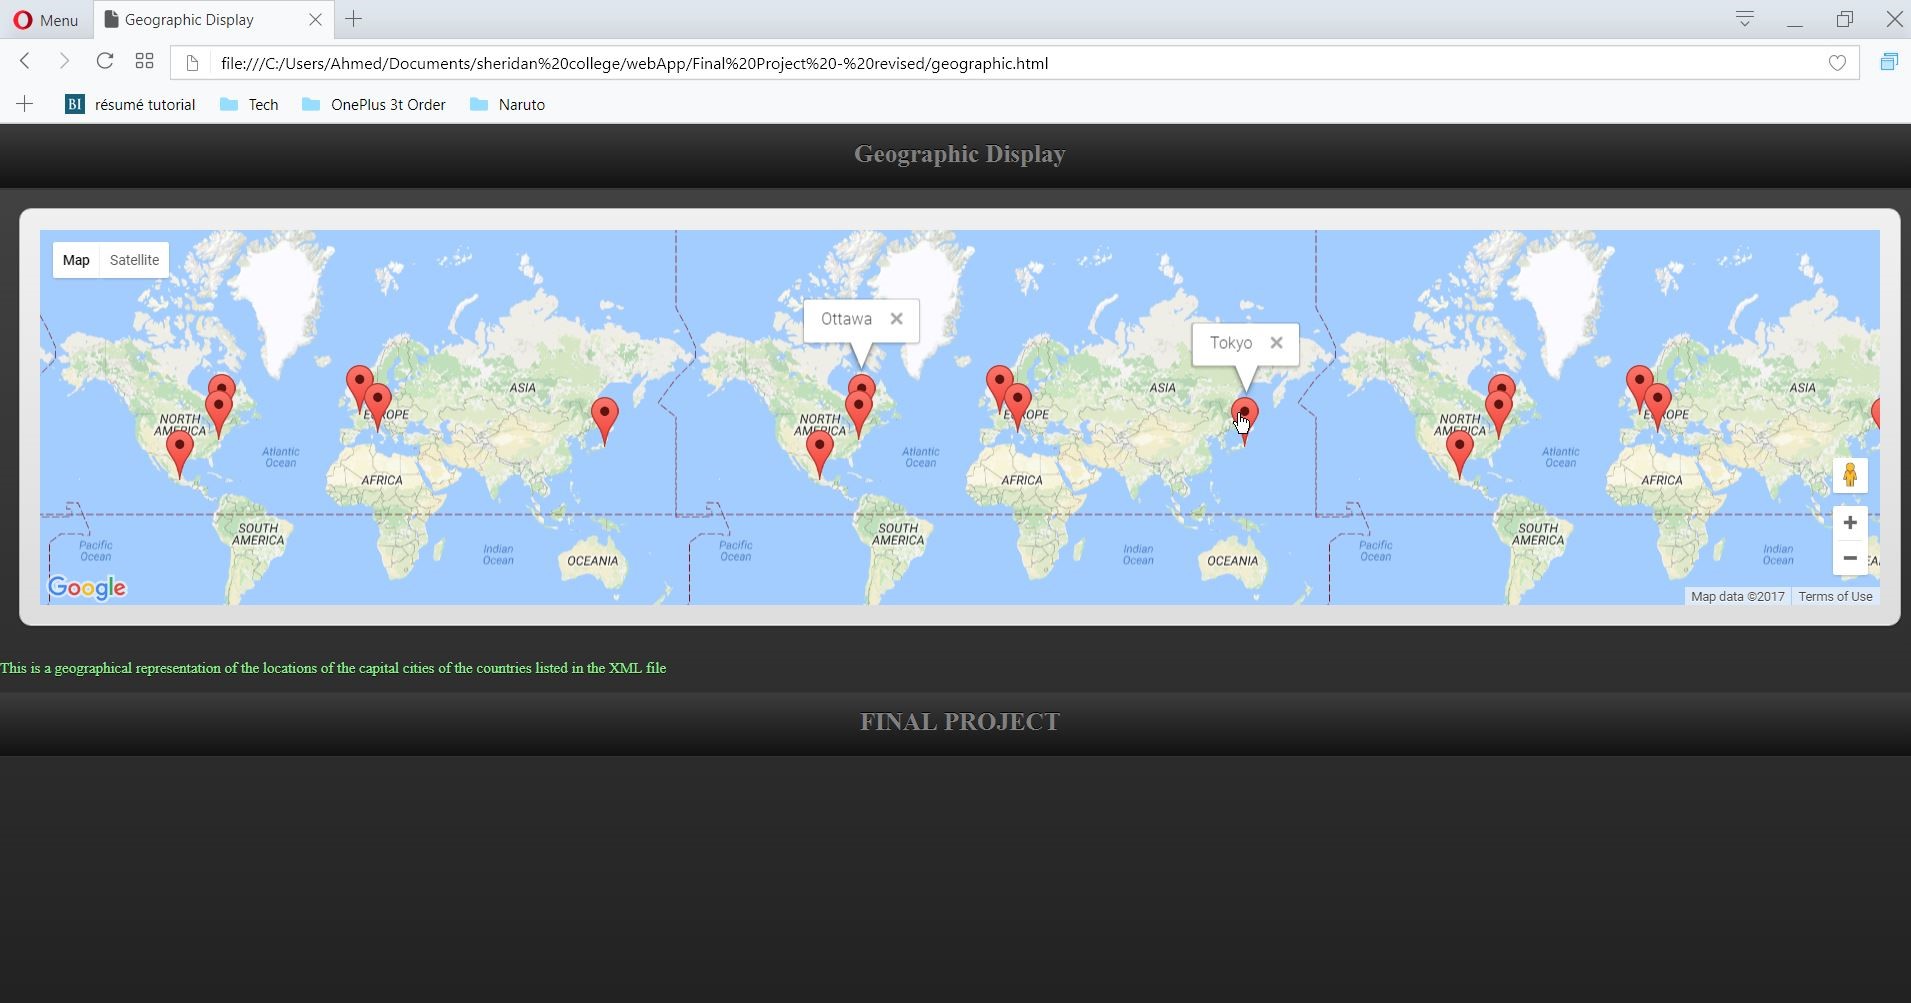 Menu
Geographic Display
file:///C:/Users/Ahmed/Documents/sheridan%20college/webApp/Final%20Project%20-%20revised/geographic.html
BI résumé tutorial Tech OnePlus 3t Order Naruto
Geographic Display
Map Satellite
Ottawa
Tokyo
ASIA ASIA ASIA
NORTH AMERICA
EUROPE
NORTH AMERICA
EUROPE
NORTH AMERICA
EUROPE
Atlantic Ocean
Atlantic Ocean
Atlantic Ocean
AFRICA AFRICA AFRICA
SOUTH AMERICA
SOUTH AMERICA
SOUTH AMERICA
Pacific Ocean
Indian Ocean
OCEANIA
Pacific Ocean
Indian Ocean
OCEANIA
Pacific Ocean
Indian Ocean
Google
Map data ©2017 Terms of Use
This is a geographical representation of the locations of the capital cities of the countries listed in the XML file
FINAL PROJECT